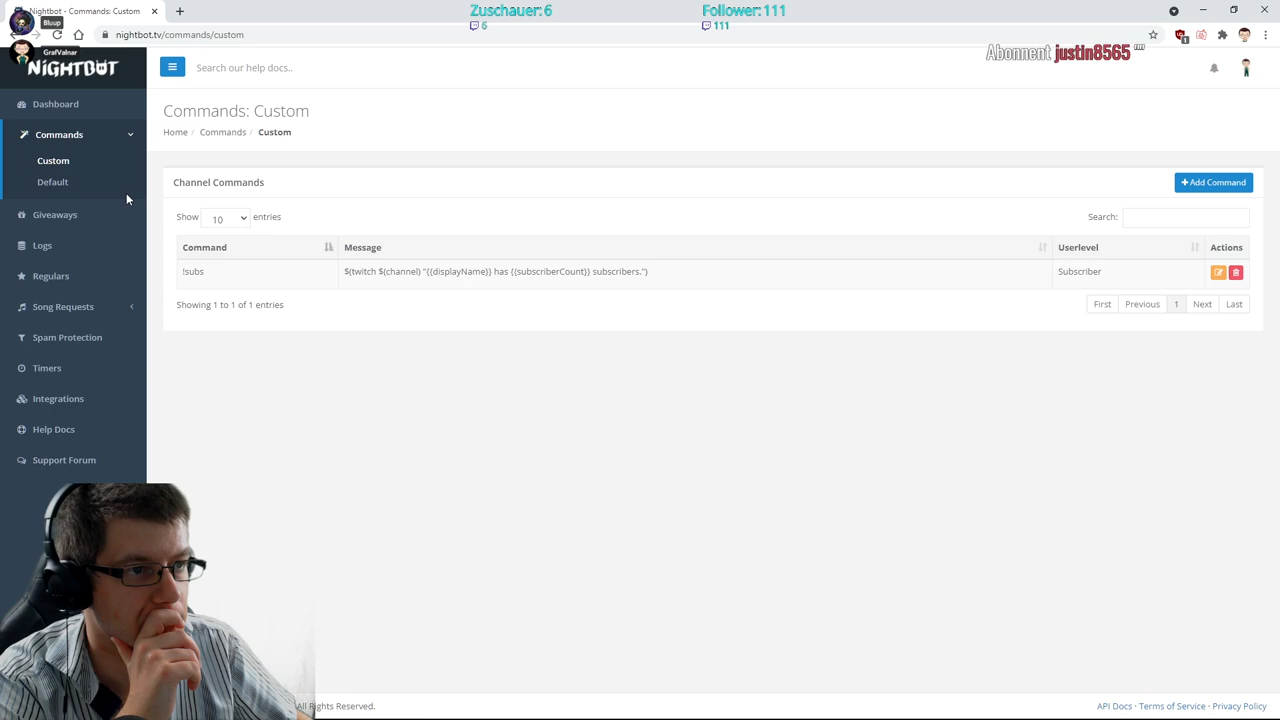 Nightbot - Commands: Custom
Zuschauer: 6
6
Follower: 111
111
Bluup
nightbot.tv/commands/custom
1
GrafValnar
Abonnent justin8565
NIGHTBOT
Search our help docs..
Dashboard
Commands
Custom
Default
Giveaways
Logs
Regulars
Song Requests
Spam Protection
Timers
Integrations
Help Docs
Support Forum
Commands: Custom
Home / Commands / Custom
Channel Commands
+ Add Command
Show 10 entries
Search:
Command Message Userlevel Actions
!subs $(twitch $(channel) "{{displayName}} has {{subscriberCount}} subscribers.") Subscriber
Showing 1 to 1 of 1 entries
First Previous 1 Next Last
All Rights Reserved.
API Docs · Terms of Service · Privacy Policy